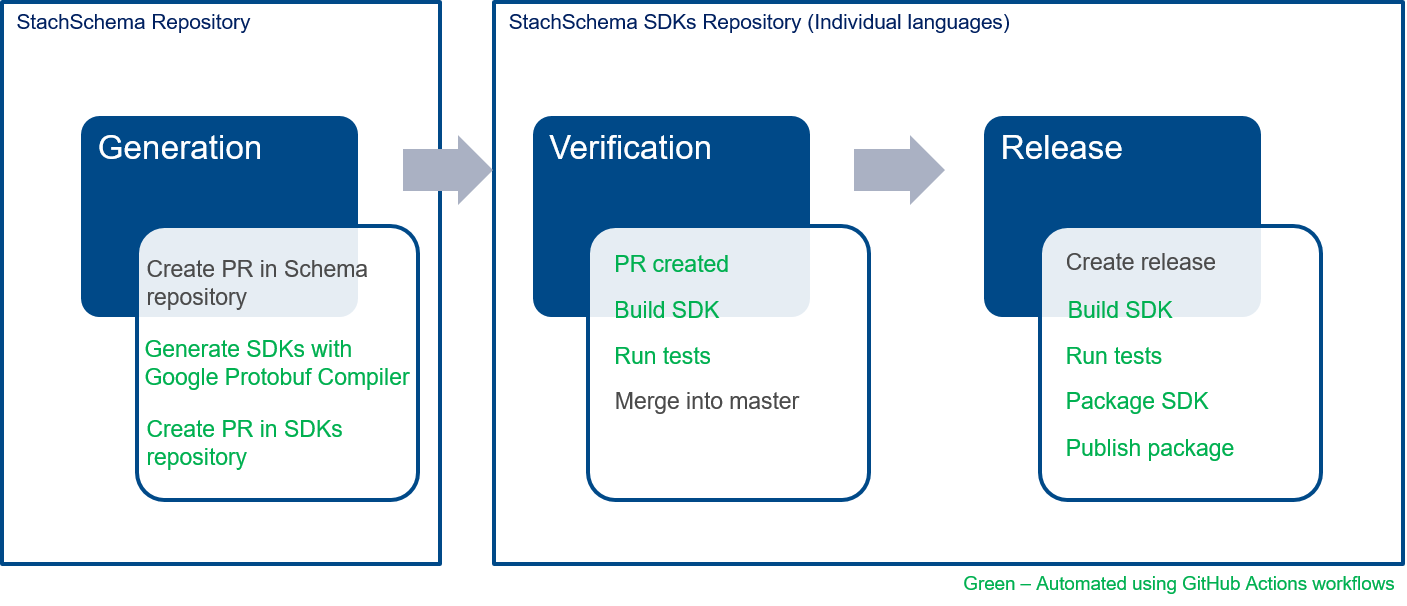 StachSchema Repository
Generation
Create PR in Schema
repository
Generate SDKs with
Google Protobuf Compiler
Create PR in SDKs
repository
StachSchema SDKs Repository (Individual languages)
Verification
PR created
Build SDK
Run tests
Merge into master
Release
Create release
Build SDK
Run tests
Package SDK
Publish package
Green – Automated using GitHub Actions workflows